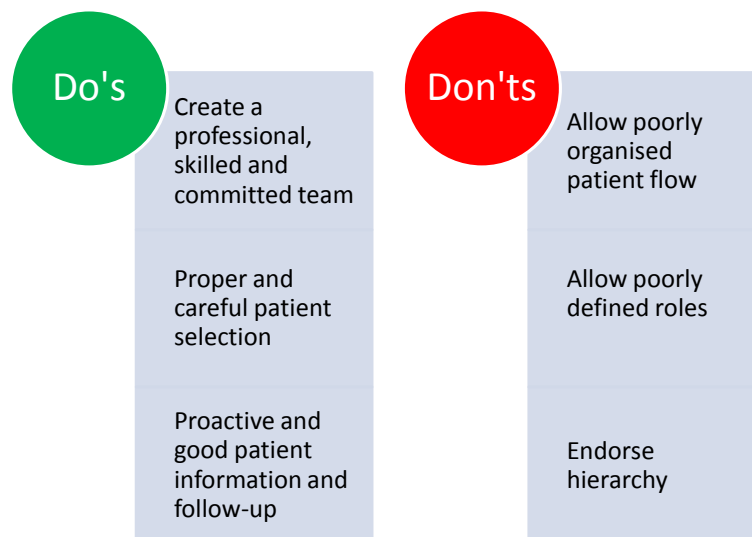 Do's
Create a
professional,
skilled and
committed team
Proper and
careful patient
selection
Proactive and
good patient
information and
follow-up
Don'ts
Allow poorly
organised
patient flow
Allow poorly
defined roles
Endorse
hierarchy